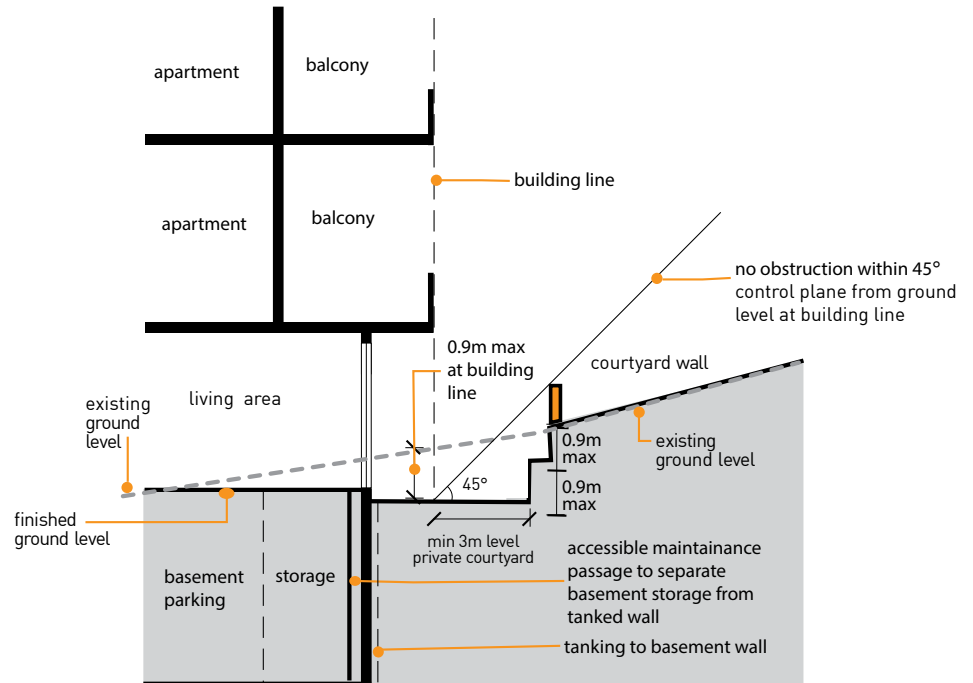 apartment
balcony
building line
apartment
balcony
no obstruction within 45°
control plane from ground
level at building line
0.9m max
at building
line
courtyard wall
living area
existing
ground
level
0.9m
max
existing
ground level
45°
0.9m
max
finished
ground level
min 3m level
private courtyard
accessible maintainance
passage to separate
basement storage from
tanked wall
basement
parking
storage
tanking to basement wall